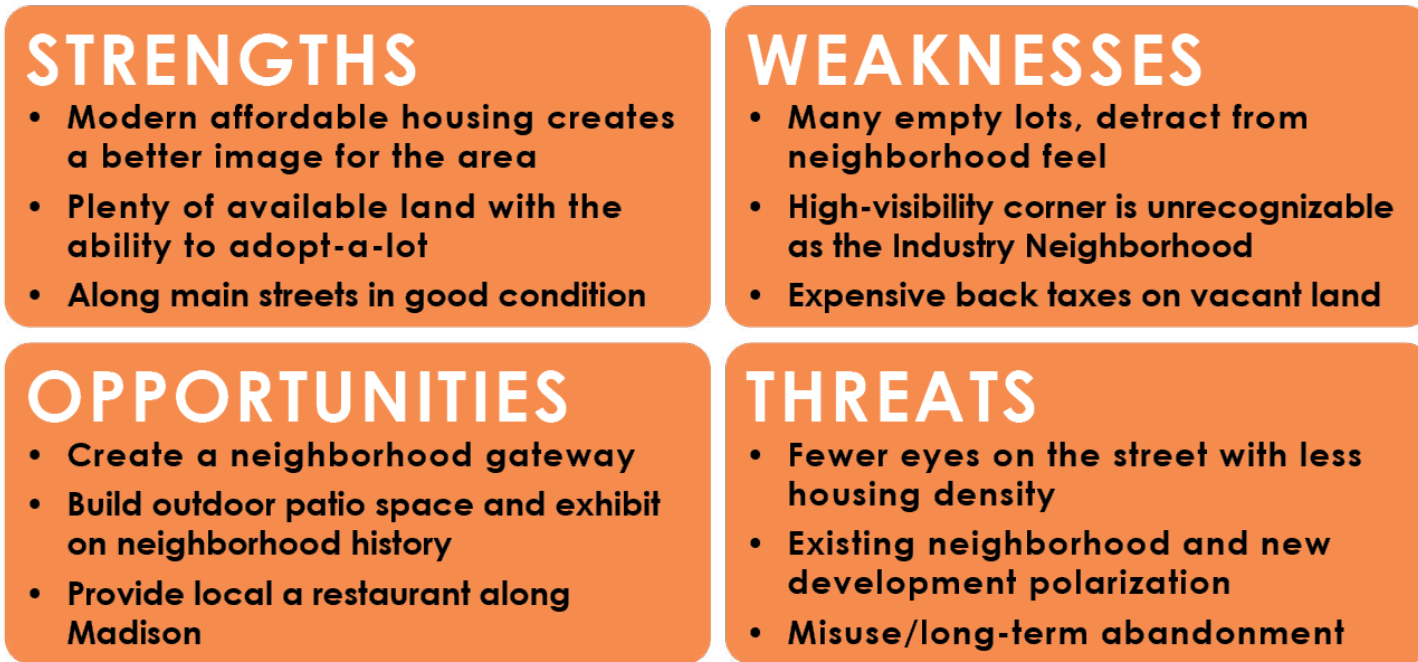 STRENGTHS
• Modern affordable housing creates
a better image for the area
• Plenty of available land with the
ability to adopt-a-lot
• Along main streets in good condition
WEAKNESSES
• Many empty lots, detract from
neighborhood feel
• High-visibility corner is unrecognizable
as the Industry Neighborhood
• Expensive back taxes on vacant land
OPPORTUNITIES
• Create a neighborhood gateway
• Build outdoor patio space and exhibit
on neighborhood history
• Provide local a restaurant along
Madison
THREATS
• Fewer eyes on the street with less
housing density
• Existing neighborhood and new
development polarization
• Misuse/long-term abandonment